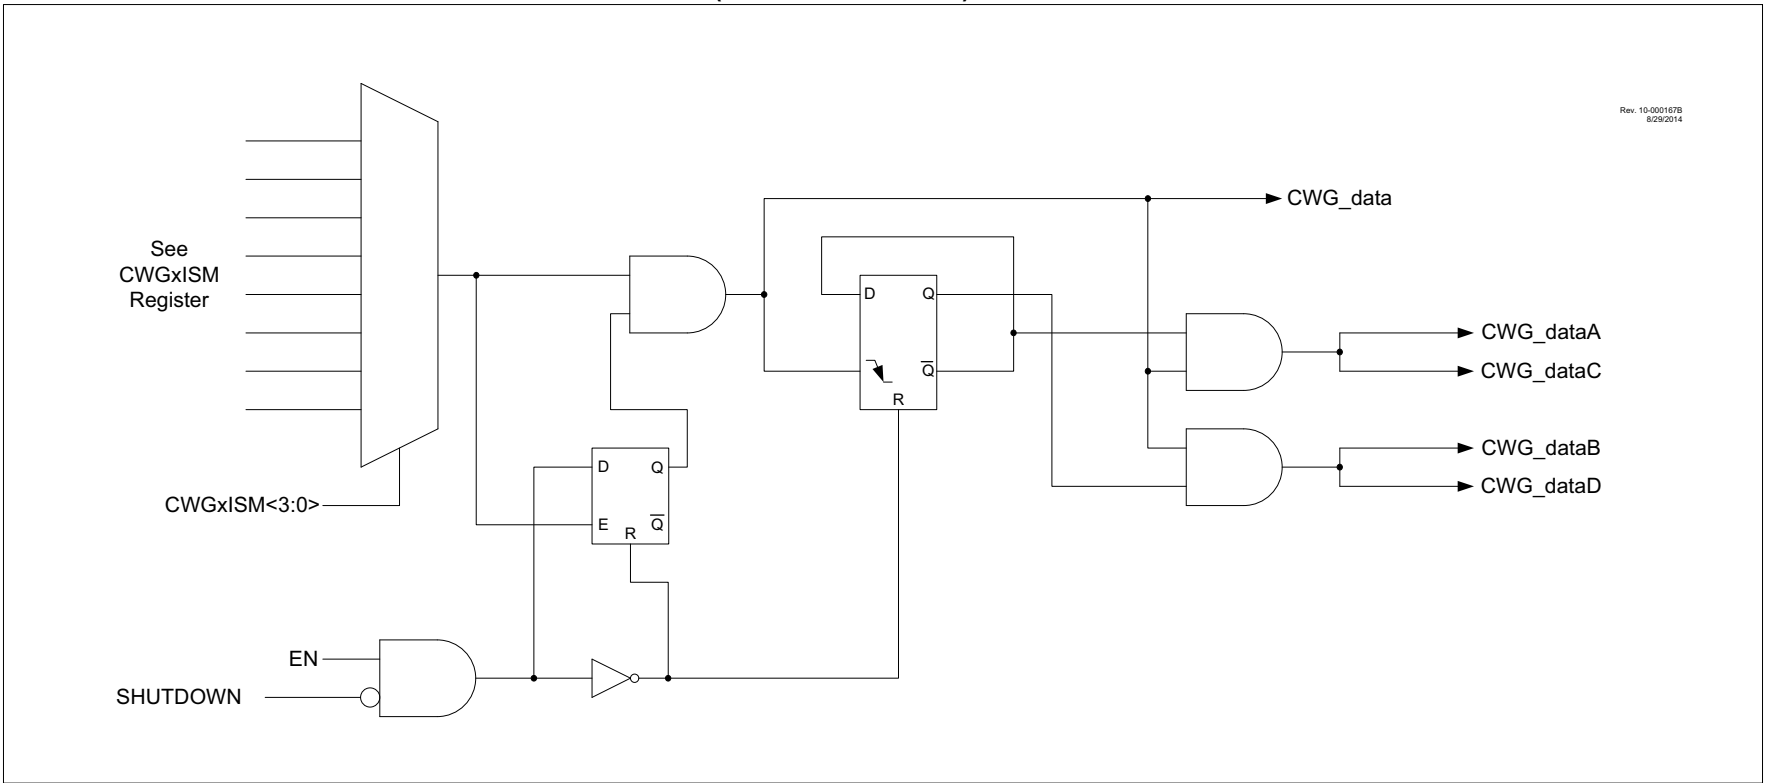 Rev. 10-000167B
8/29/2014
CWG_data
See
CWGxISM
Register
D
Q
Q
R
CWG_dataA
CWG_dataC
CWG_dataB
CWG_dataD
D
Q
E
Q
R
CWGxISM<3:0>
EN
SHUTDOWN